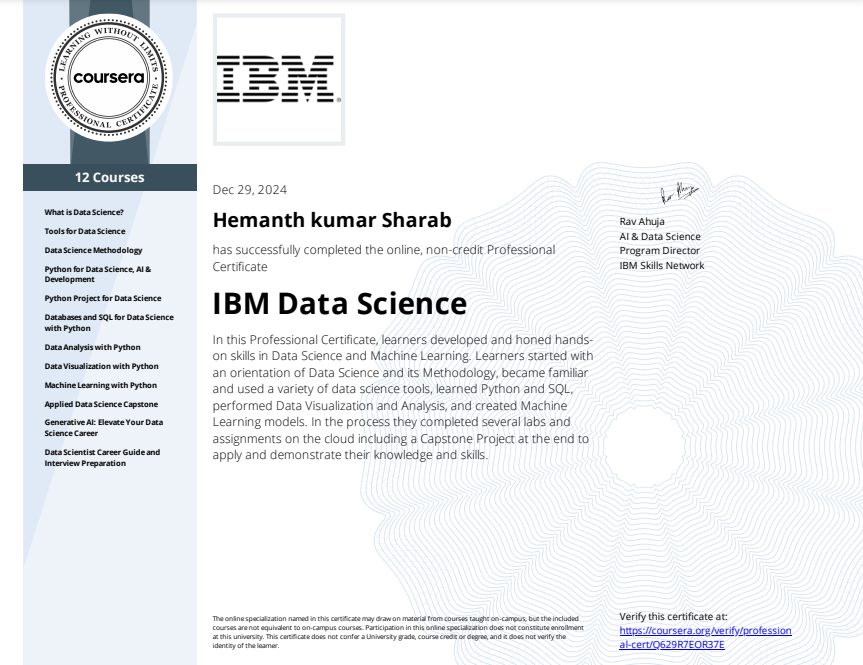 LEARNING WITHOUT LIMITS
coursera
PROFESSIONAL CERTIFICATE
IBM®
12 Courses
What is Data Science?
Tools for Data Science
Data Science Methodology
Python for Data Science, AI &
Development
Python Project for Data Science
Databases and SQL for Data Science
with Python
Data Analysis with Python
Data Visualization with Python
Machine Learning with Python
Applied Data Science Capstone
Generative AI: Elevate Your Data
Science Career
Data Scientist Career Guide and
Interview Preparation
Dec 29, 2024
Hemanth kumar Sharab
has successfully completed the online, non-credit Professional
Certificate
IBM Data Science
In this Professional Certificate, learners developed and honed hands-
on skills in Data Science and Machine Learning. Learners started with
an orientation of Data Science and its Methodology, became familiar
and used a variety of data science tools, learned Python and SQL,
performed Data Visualization and Analysis, and created Machine
Learning models. In the process they completed several labs and
assignments on the cloud including a Capstone Project at the end to
apply and demonstrate their knowledge and skills.
Rav Ahuja
Rav Ahuja
AI & Data Science
Program Director
IBM Skills Network
The online specialization named in this certificate may draw on material from courses taught on-campus, but the included
courses are not equivalent to on-campus courses. Participation in this online specialization does not constitute enrollment
at this university. This certificate does not confer a University grade, course credit or degree, and it does not verify the
identity of the learner.
Verify this certificate at:
https://coursera.org/verify/profession
al-cert/Q629R7EOR37E